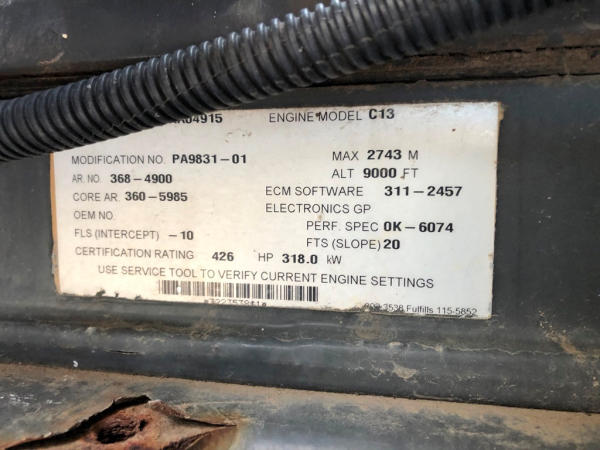 04915 ENGINE MODEL C13
MODIFICATION NO. PA9831-01 MAX 2743 M
AR. NO. 368-4900 ALT 9000 FT
CORE AR. 360-5985 ECM SOFTWARE 311-2457
OEM NO. ELECTRONICS GP
PERF. SPEC 0K-6074
FLS (INTERCEPT) -10 FTS (SLOPE) 20
CERTIFICATION RATING 426 HP 318.0 kW
USE SERVICE TOOL TO VERIFY CURRENT ENGINE SETTINGS
Fulfills 115-5852